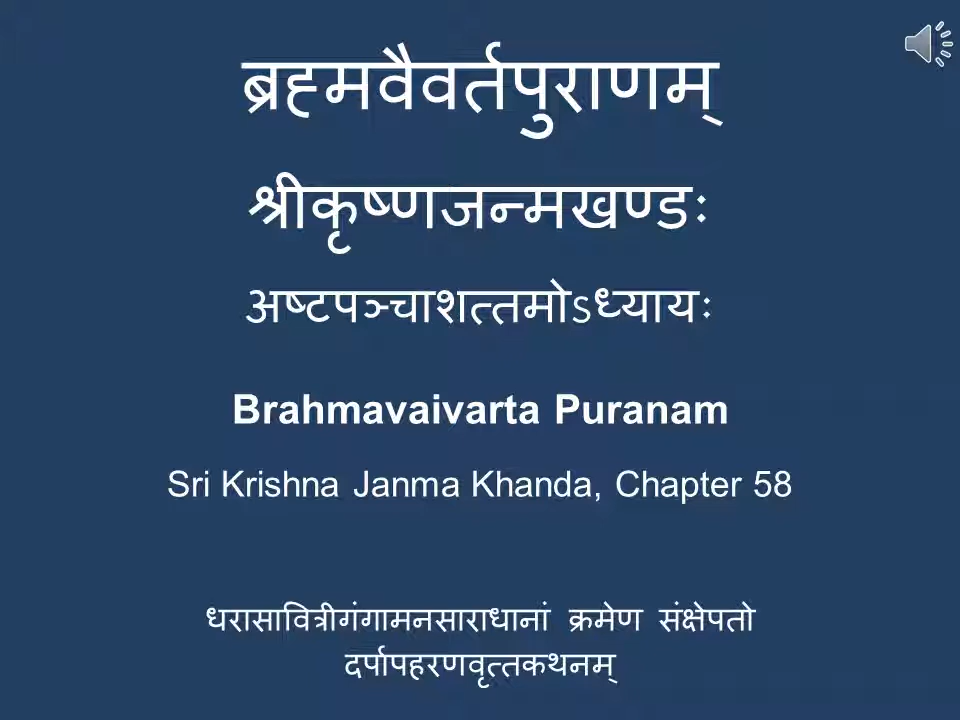 ब्रह्मवैवर्तपुराणम्
श्रीकृष्णजन्मखण्डः
अष्टपञ्चाशत्तमोऽध्यायः
Brahmavaivarta Puranam
Sri Krishna Janma Khanda, Chapter 58
धरासावित्रीगंगामनसाराधानां क्रमेण संक्षेपतो
दर्पापहरणवृत्तकथनम्